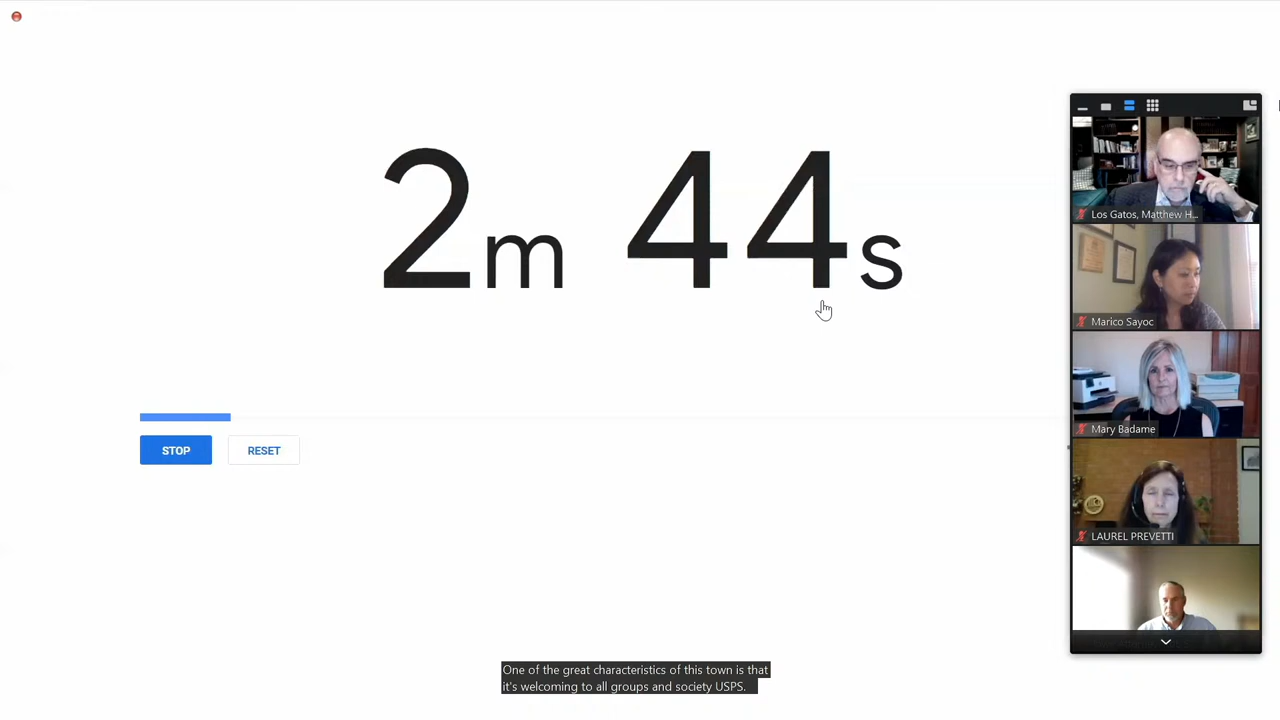 2m 44s
STOP RESET
Los Gatos, Matthew H...
Marico Sayoc
Mary Badame
LAUREL PREVETTI
One of the great characteristics of this town is that
it's welcoming to all groups and society USPS.